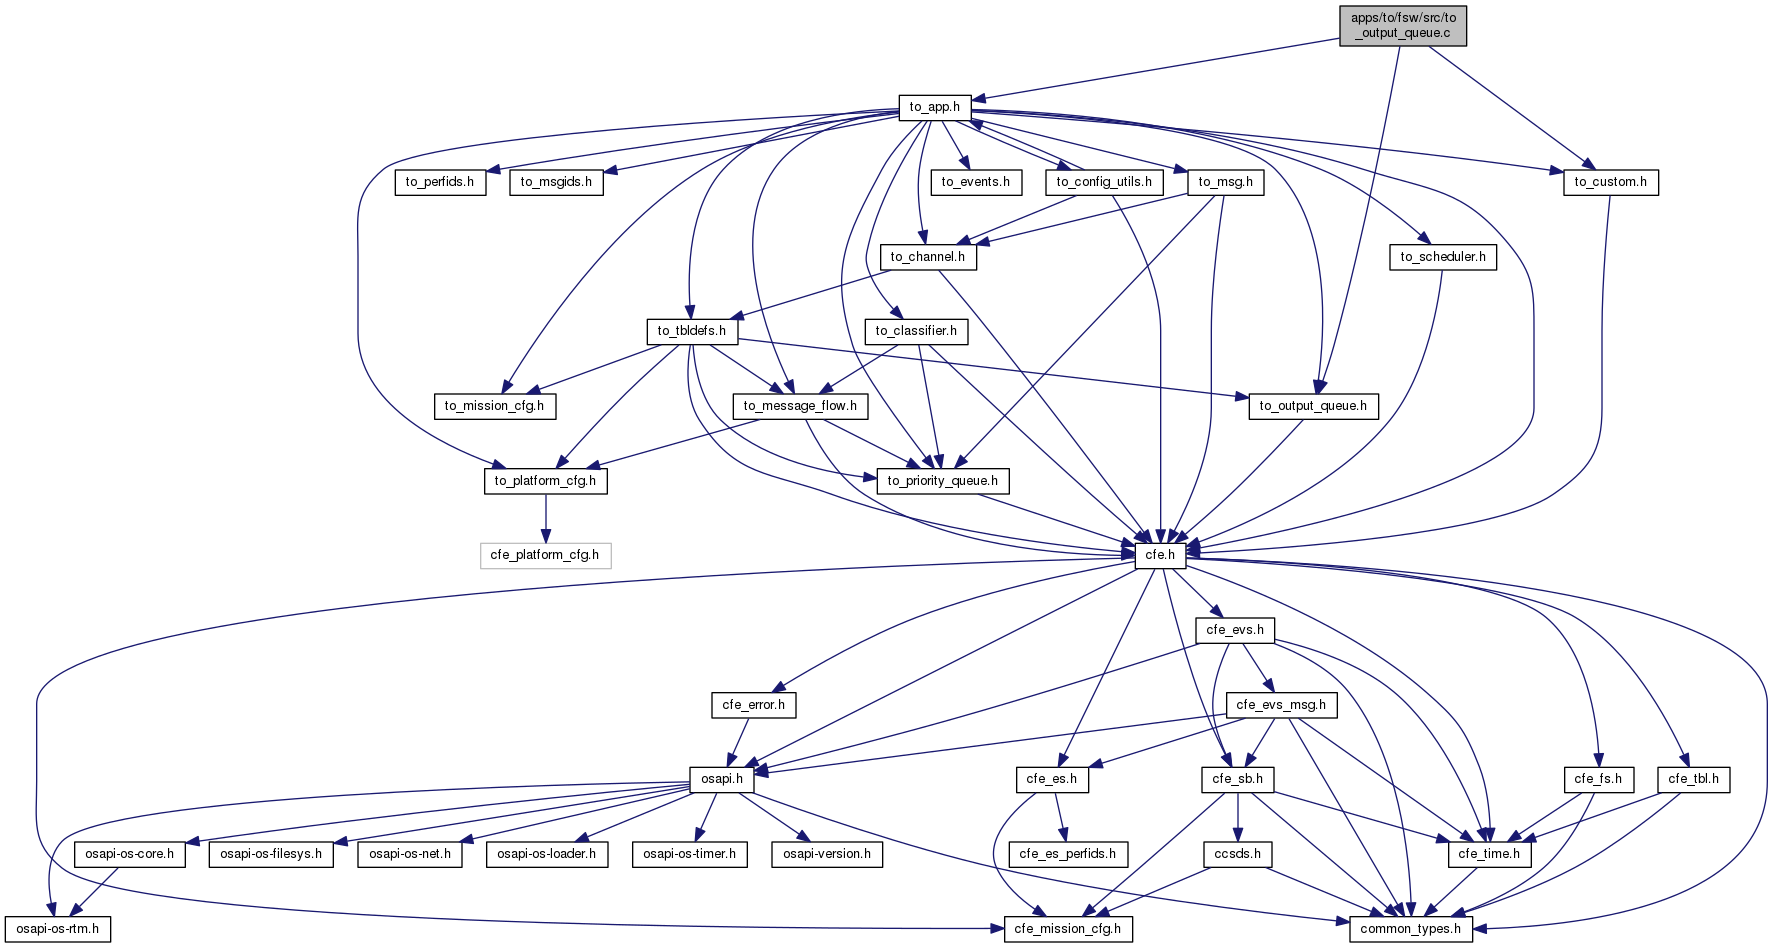 apps/to/fsw/src/to
_output_queue.c
to_app.h
to_perfids.h
to_msgids.h
to_events.h
to_config_utils.h
to_msg.h
to_custom.h
to_channel.h
to_scheduler.h
to_tbldefs.h
to_classifier.h
to_mission_cfg.h
to_message_flow.h
to_output_queue.h
to_platform_cfg.h
to_priority_queue.h
cfe_platform_cfg.h
cfe.h
cfe_evs.h
cfe_error.h
cfe_evs_msg.h
osapi.h
cfe_es.h
cfe_sb.h
cfe_fs.h
cfe_tbl.h
osapi-os-core.h
osapi-os-filesys.h
osapi-os-net.h
osapi-os-loader.h
osapi-os-timer.h
osapi-version.h
cfe_es_perfids.h
ccsds.h
cfe_time.h
osapi-os-rtm.h
cfe_mission_cfg.h
common_types.h